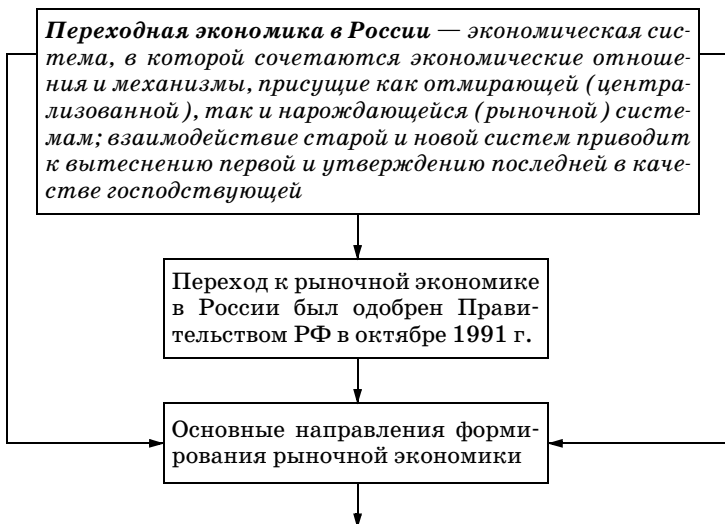 Переходная экономика в России — экономическая сис-
тема, в которой сочетаются экономические отноше-
ния и механизмы, присущие как отмирающей (центра-
лизованной), так и нарождающейся (рыночной) систе-
мам; взаимодействие старой и новой систем приводит
к вытеснению первой и утверждению последней в каче-
стве господствующей
Переход к рыночной экономике
в России был одобрен Прави-
тельством РФ в октябре 1991 г.
Основные направления форми-
рования рыночной экономики